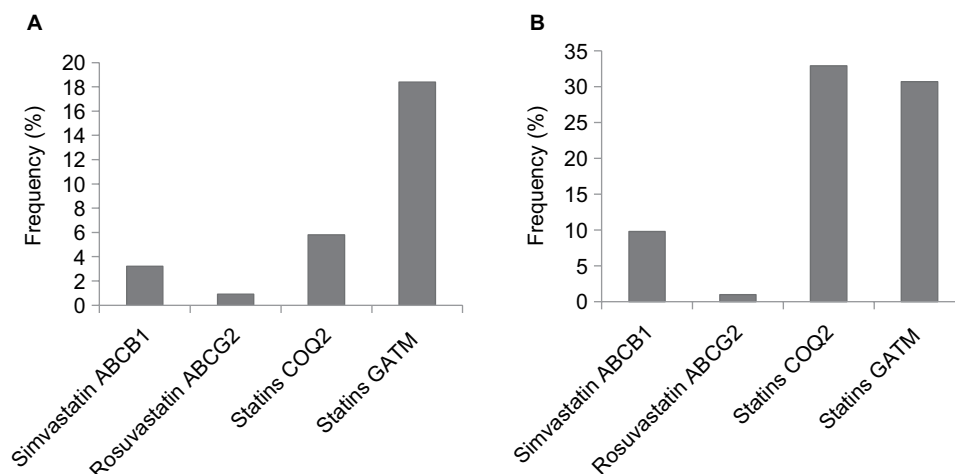 A
Frequency (%)
20
18
16
14
12
10
8
6
4
2
0
Simvastatin ABCB1
Rosuvastatin ABCG2
Statins COQ2
Statins GATM
B
Frequency (%)
35
30
25
20
15
10
5
0
Simvastatin ABCB1
Rosuvastatin ABCG2
Statins COQ2
Statins GATM